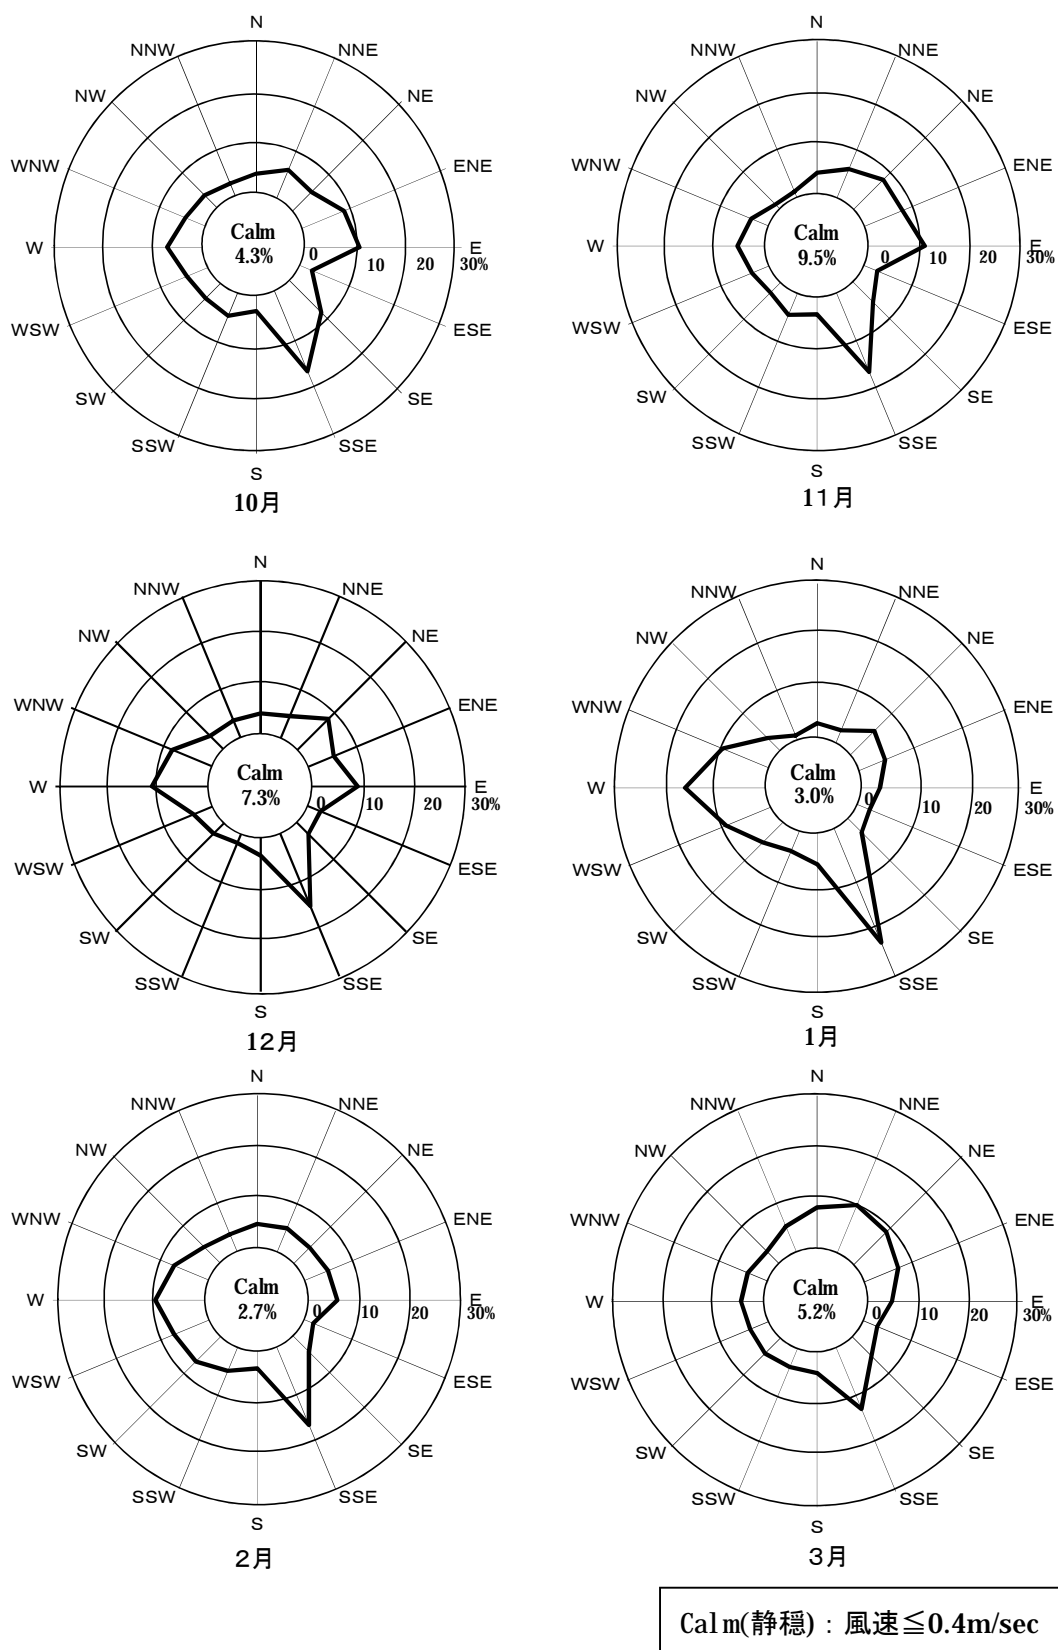 N
NNW
NNE
NW
NE
WNW
ENE
Calm
4.3%
W
0
10
20
30%
E
WSW
ESE
SW
SE
SSW
SSE
S
10月
N
NNW
NNE
NW
NE
WNW
ENE
Calm
9.5%
W
0
10
20
30%
E
WSW
ESE
SW
SE
SSW
SSE
S
11月
N
NNW
NNE
NW
NE
WNW
ENE
Calm
7.3%
W
0
10
20
30%
E
WSW
ESE
SW
SE
SSW
SSE
S
12月
N
NNW
NNE
NW
NE
WNW
ENE
Calm
3.0%
W
0
10
20
30%
E
WSW
ESE
SW
SE
SSW
SSE
S
1月
N
NNW
NNE
NW
NE
WNW
ENE
Calm
2.7%
W
0
10
20
30%
E
WSW
ESE
SW
SE
SSW
SSE
S
2月
N
NNW
NNE
NW
NE
WNW
ENE
Calm
5.2%
W
0
10
20
30%
E
WSW
ESE
SW
SE
SSW
SSE
S
3月
Calm(静穏)：風速≦0.4m/sec